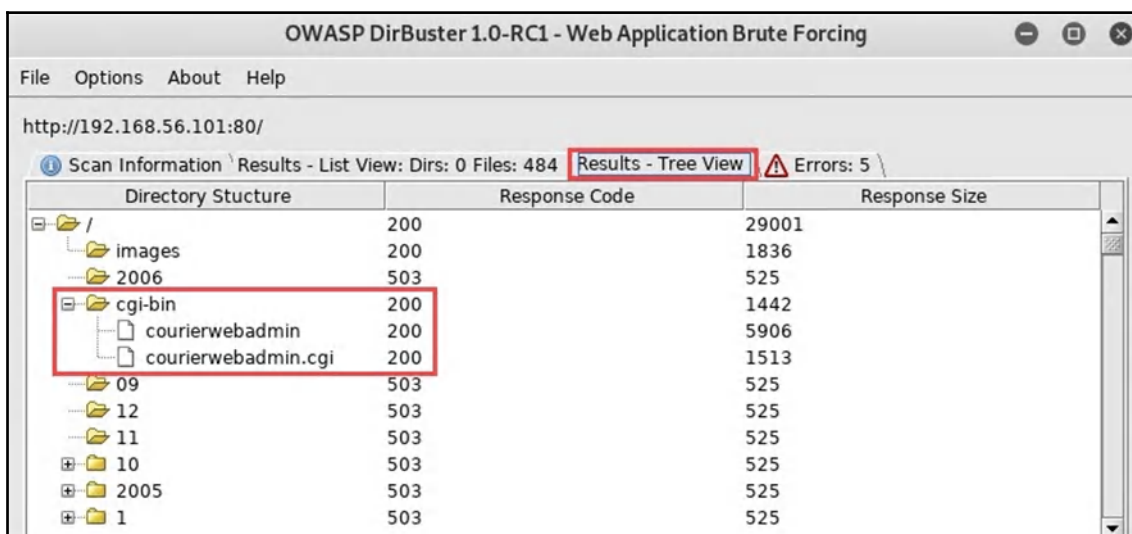 OWASP DirBuster 1.0-RC1 - Web Application Brute Forcing
File Options About Help
http://192.168.56.101:80/
Scan Information Results - List View: Dirs: 0 Files: 484 Results - Tree View Errors: 5
Directory Stucture Response Code Response Size
/ 200 29001
images 200 1836
2006 503 525
cgi-bin 200 1442
courierwebadmin 200 5906
courierwebadmin.cgi 200 1513
09 503 525
12 503 525
11 503 525
10 503 525
2005 503 525
1 503 525